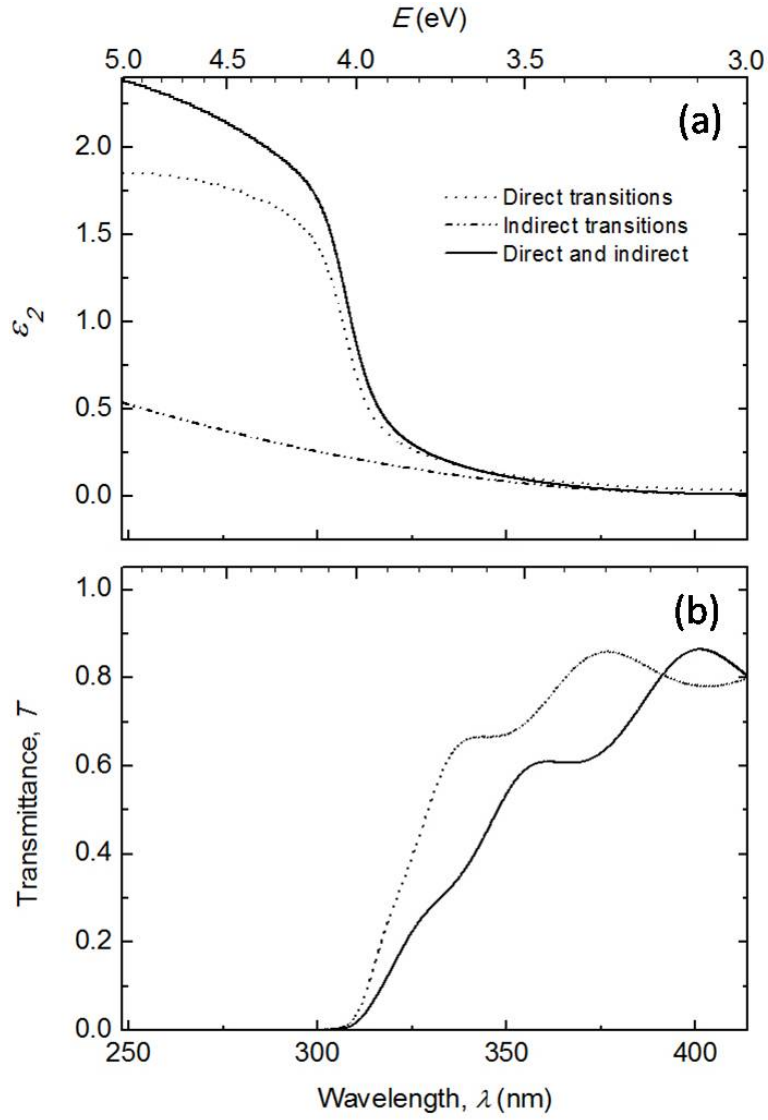 E (eV)
5.0 4.5 4.0 3.5 3.0
(a)
2.0
Direct transitions
Indirect transitions
Direct and indirect
1.5
ε2
1.0
0.5
0.0
1.0
(b)
0.8
Transmittance, T
0.6
0.4
0.2
0.0
250 300 350 400
Wavelength, λ (nm)